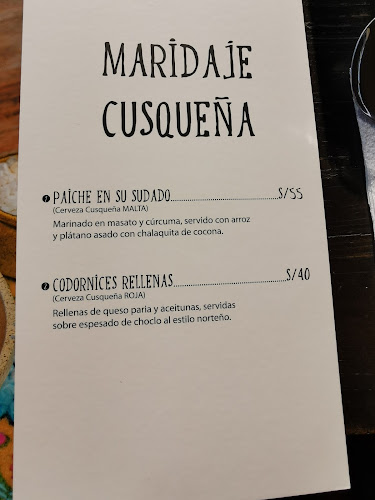 MARIDAJE
CUSQUEÑA
PAICHE EN SU SUDADO S/55
(Cerveza Cusqueña MALTA)
Marinado en masato y cúrcuma, servido con arroz
y plátano asado con chalaquita de cocona.
CODORNICES RELLENAS S/40
(Cerveza Cusqueña ROJA)
Rellenas de queso paria y aceitunas, servidas
sobre espesado de choclo al estilo norteño.